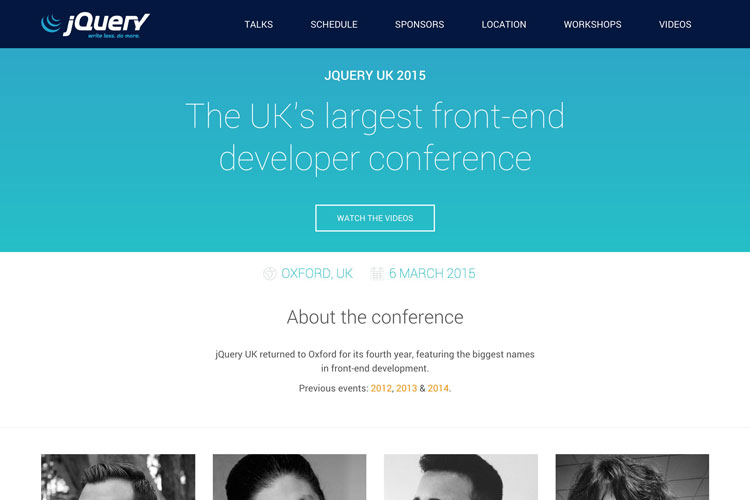 jQuery
write less. do more.
TALKS SCHEDULE SPONSORS LOCATION WORKSHOPS VIDEOS
JQUERY UK 2015
The UK's largest front-end
developer conference
WATCH THE VIDEOS
OXFORD, UK 6 MARCH 2015
About the conference
jQuery UK returned to Oxford for its fourth year, featuring the biggest names
in front-end development.
Previous events: 2012, 2013 & 2014.